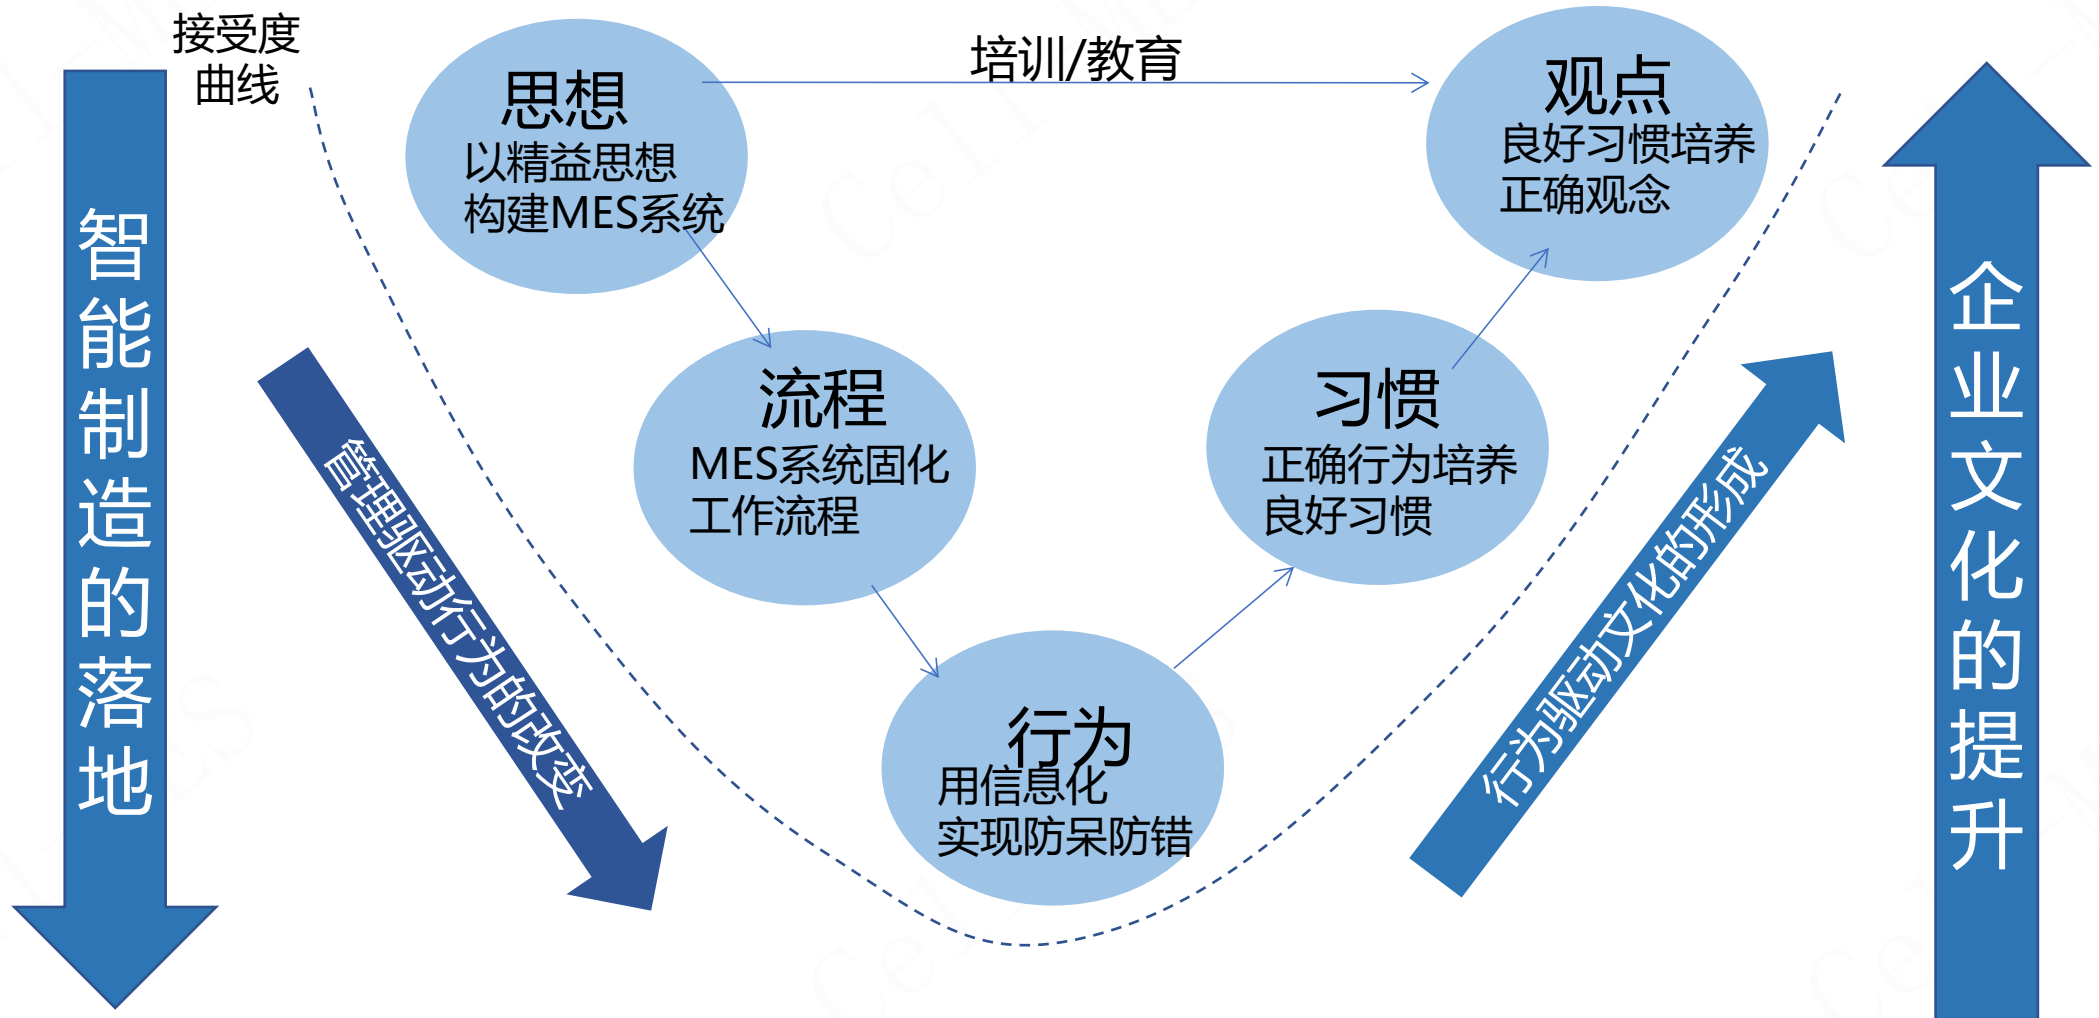 接受度
曲线
思想
以精益思想
构建MES系统
培训/教育
观点
良好习惯培养
正确观念
智能制造的落地
流程
MES系统固化
工作流程
习惯
正确行为培养
良好习惯
企业文化的提升
管理驱动行为的改变
行为驱动文化的形成
行为
用信息化
实现防呆防错